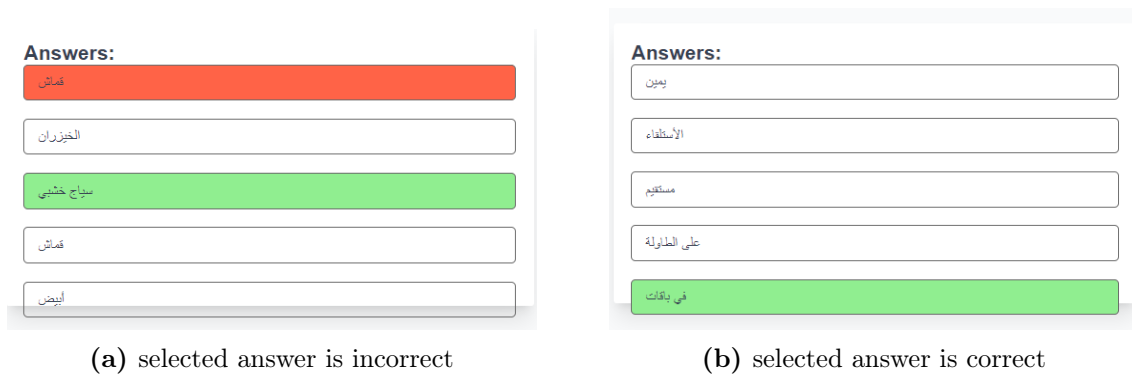 Answers:
قماش
الخيزران
سياج خشبي
قماش
أبيض
(a) selected answer is incorrect
Answers:
يمين
الأستلقاء
مستقيم
على الطاولة
في باقات
(b) selected answer is correct